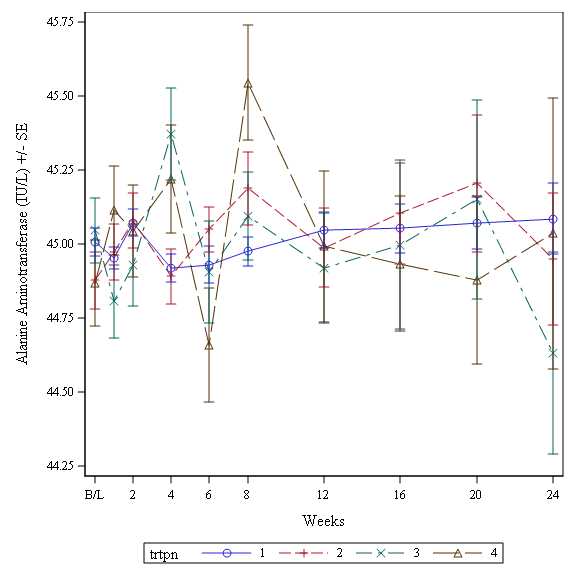 Alanine Aminotransferase (IU/L) +/- SE
45.75
45.50
45.25
45.00
44.75
44.50
44.25
B/L 2 4 6 8 12 16 20 24
Weeks
trtpn 1 2 3 4